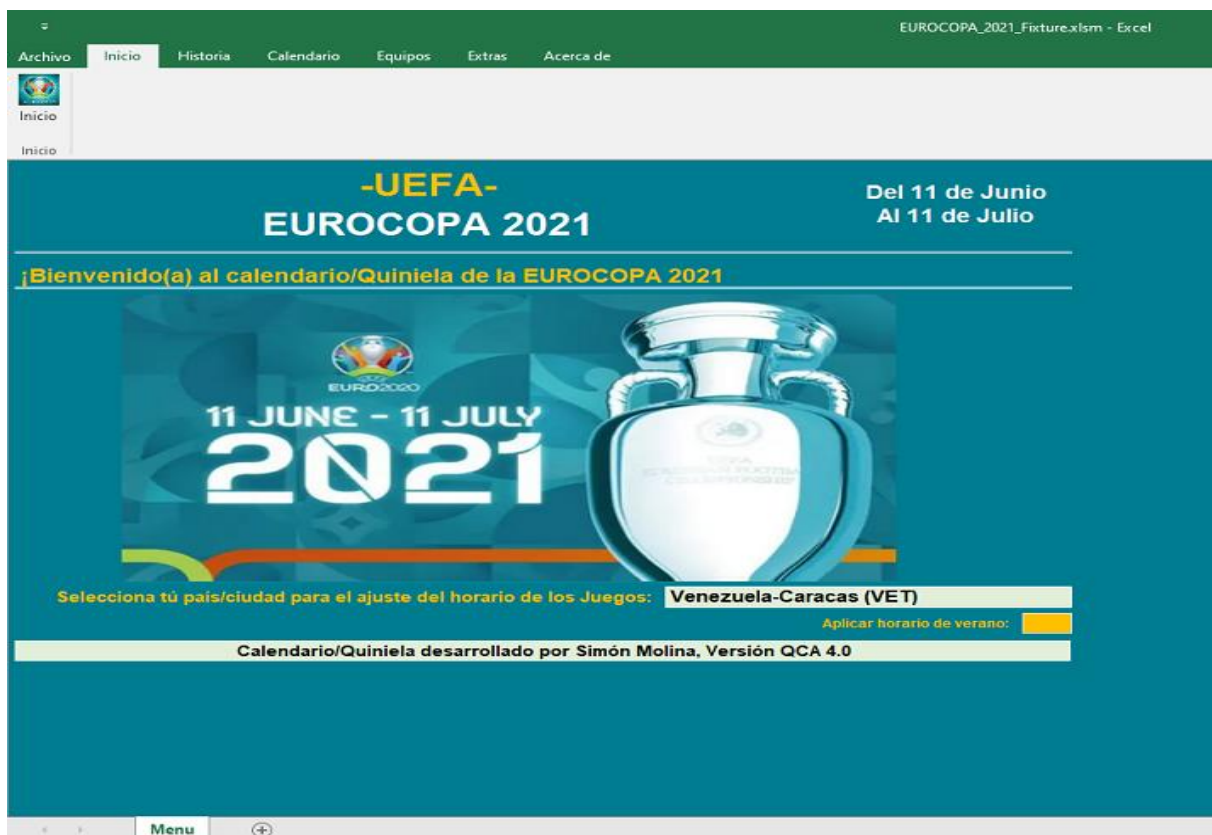 EUROCOPA_2021_Fixture.xlsm - Excel
Archivo Inicio Historia Calendario Equipos Extras Acerca de
Inicio
Inicio
-UEFA-
EUROCOPA 2021
Del 11 de Junio
Al 11 de Julio
¡Bienvenido(a) al calendario/Quiniela de la EUROCOPA 2021
EURO2020
11 JUNE - 11 JULY
2021
Selecciona tú país/ciudad para el ajuste del horario de los Juegos: Venezuela-Caracas (VET)
Aplicar horario de verano:
Calendario/Quiniela desarrollado por Simón Molina, Versión QCA 4.0
Menu